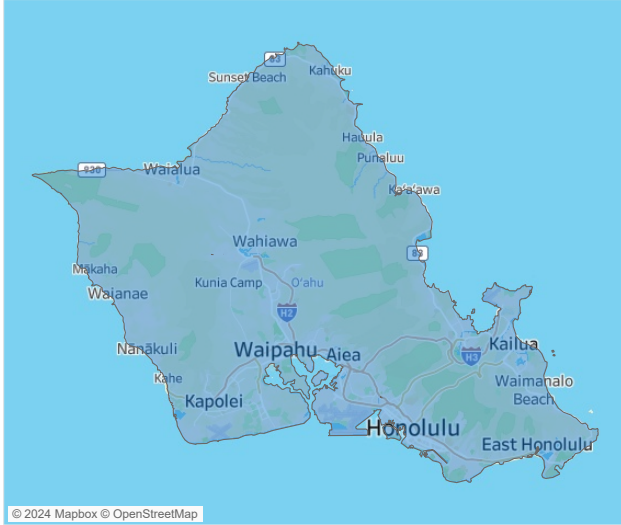 83
Sunset Beach
Kahuku
Hauula
Punaluu
930
Waialua
Ka'a'awa
Wahiawa
83
Mākaha
Kunia Camp
O'ahu
Waianae
H2
Nānākuli
Waipahu
Aiea
H3
Kailua
Kahe
Waimanalo
Beach
Kapolei
Honolulu
East Honolulu
© 2024 Mapbox © OpenStreetMap